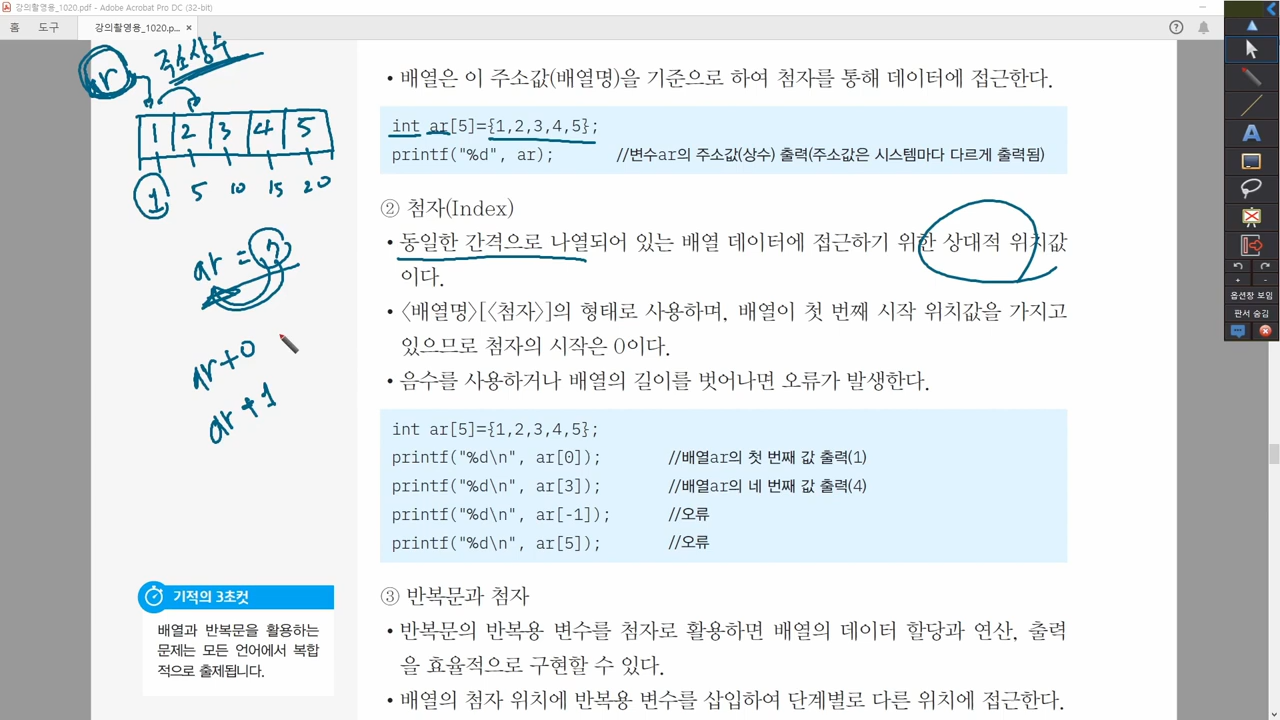 강의촬영용_1020.pdf - Adobe Acrobat Pro DC (32-bit)
홈 도구 강의촬영용_1020.p... ×
r 주소상수
1 2 3 4 5
1 5 10 15 20
ar =
ar+0
ar+1
• 배열은 이 주소값(배열명)을 기준으로 하여 첨자를 통해 데이터에 접근한다.
int ar[5]={1,2,3,4,5};
printf("%d", ar); //변수ar의 주소값(상수) 출력(주소값은 시스템마다 다르게 출력됨)
② 첨자(Index)
• 동일한 간격으로 나열되어 있는 배열 데이터에 접근하기 위한 상대적 위치값
이다.
• 〈배열명〉[〈첨자〉]의 형태로 사용하며, 배열이 첫 번째 시작 위치값을 가지고
있으므로 첨자의 시작은 0이다.
• 음수를 사용하거나 배열의 길이를 벗어나면 오류가 발생한다.
int ar[5]={1,2,3,4,5};
printf("%d\n", ar[0]); //배열ar의 첫 번째 값 출력(1)
printf("%d\n", ar[3]); //배열ar의 네 번째 값 출력(4)
printf("%d\n", ar[-1]); //오류
printf("%d\n", ar[5]); //오류
기적의 3초컷
배열과 반복문을 활용하는
문제는 모든 언어에서 복합
적으로 출제됩니다.
③ 반복문과 첨자
• 반복문의 반복용 변수를 첨자로 활용하면 배열의 데이터 할당과 연산, 출력
을 효율적으로 구현할 수 있다.
• 배열의 첨자 위치에 반복용 변수를 삽입하여 단계별로 다른 위치에 접근한다.
A
+ -
옵션창 보임
판서 숨김